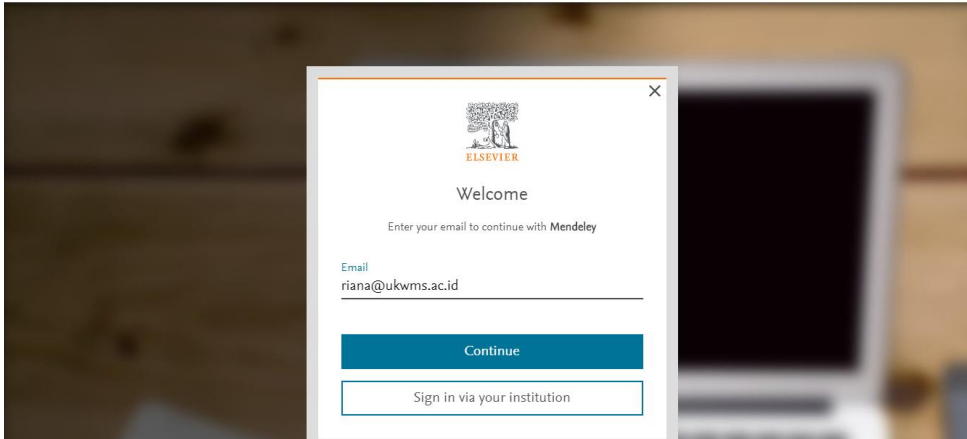 ELSEVIER
Welcome
Enter your email to continue with Mendeley
Email
riana@ukwms.ac.id
Continue
Sign in via your institution